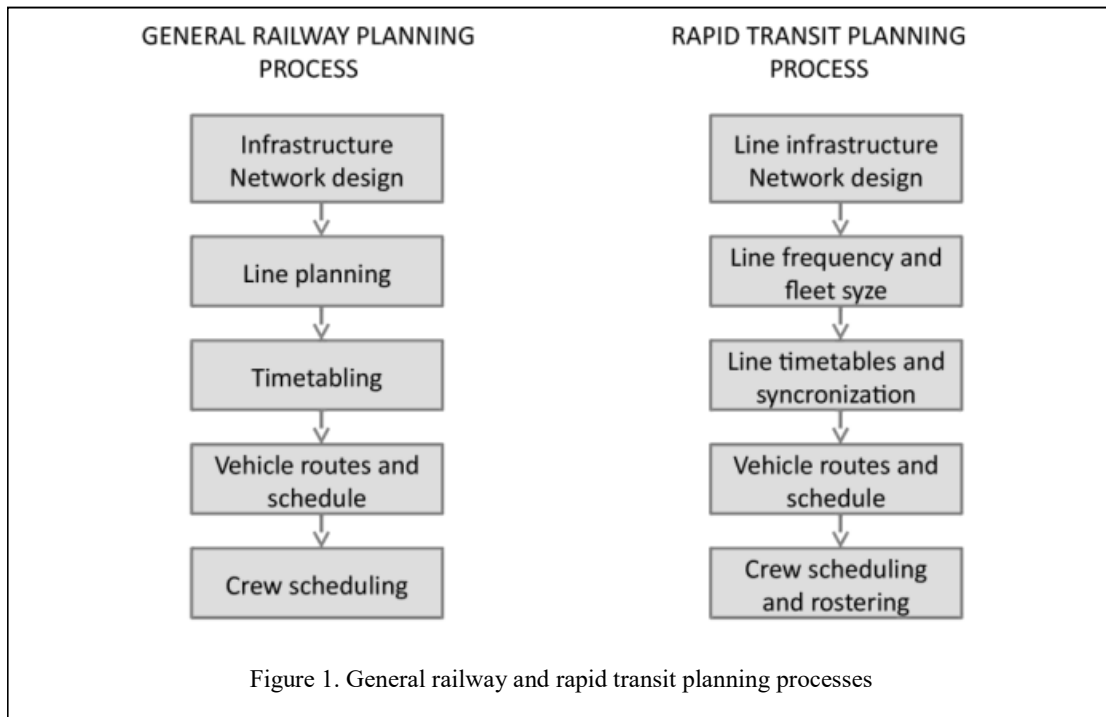 GENERAL RAILWAY PLANNING
PROCESS
Infrastructure
Network design
Line planning
Timetabling
Vehicle routes and
schedule
Crew scheduling
RAPID TRANSIT PLANNING
PROCESS
Line infrastructure
Network design
Line frequency and
fleet syze
Line timetables and
syncronization
Vehicle routes and
schedule
Crew scheduling
and rostering
Figure 1. General railway and rapid transit planning processes